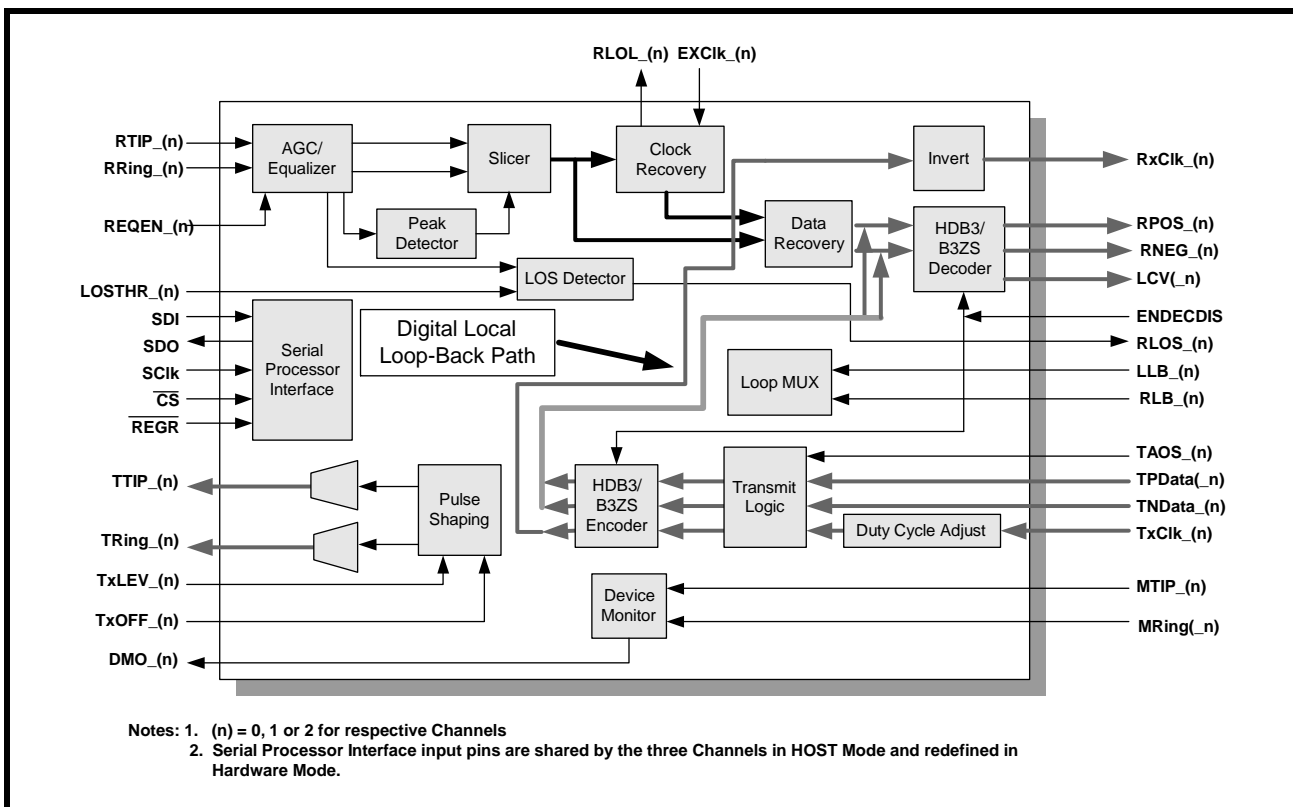 RLOL_(n) EXClk_(n)
RTIP_(n)
RRing_(n)
REQEN_(n)
LOSTHR_(n)
SDI
SDO
SClk
CS
REGR
TTIP_(n)
TRing_(n)
TxLEV_(n)
TxOFF_(n)
DMO_(n)
AGC/
Equalizer
Slicer
Clock
Recovery
Invert
Peak
Detector
Data
Recovery
HDB3/
B3ZS
Decoder
LOS Detector
Serial
Processor
Interface
Digital Local
Loop-Back Path
Loop MUX
Pulse
Shaping
HDB3/
B3ZS
Encoder
Transmit
Logic
Duty Cycle Adjust
Device
Monitor
RxClk_(n)
RPOS_(n)
RNEG_(n)
LCV(_n)
ENDECDIS
RLOS_(n)
LLB_(n)
RLB_(n)
TAOS_(n)
TPData(_n)
TNData_(n)
TxClk_(n)
MTIP_(n)
MRing(_n)
Notes: 1. (n) = 0, 1 or 2 for respective Channels
2. Serial Processor Interface input pins are shared by the three Channels in HOST Mode and redefined in
Hardware Mode.